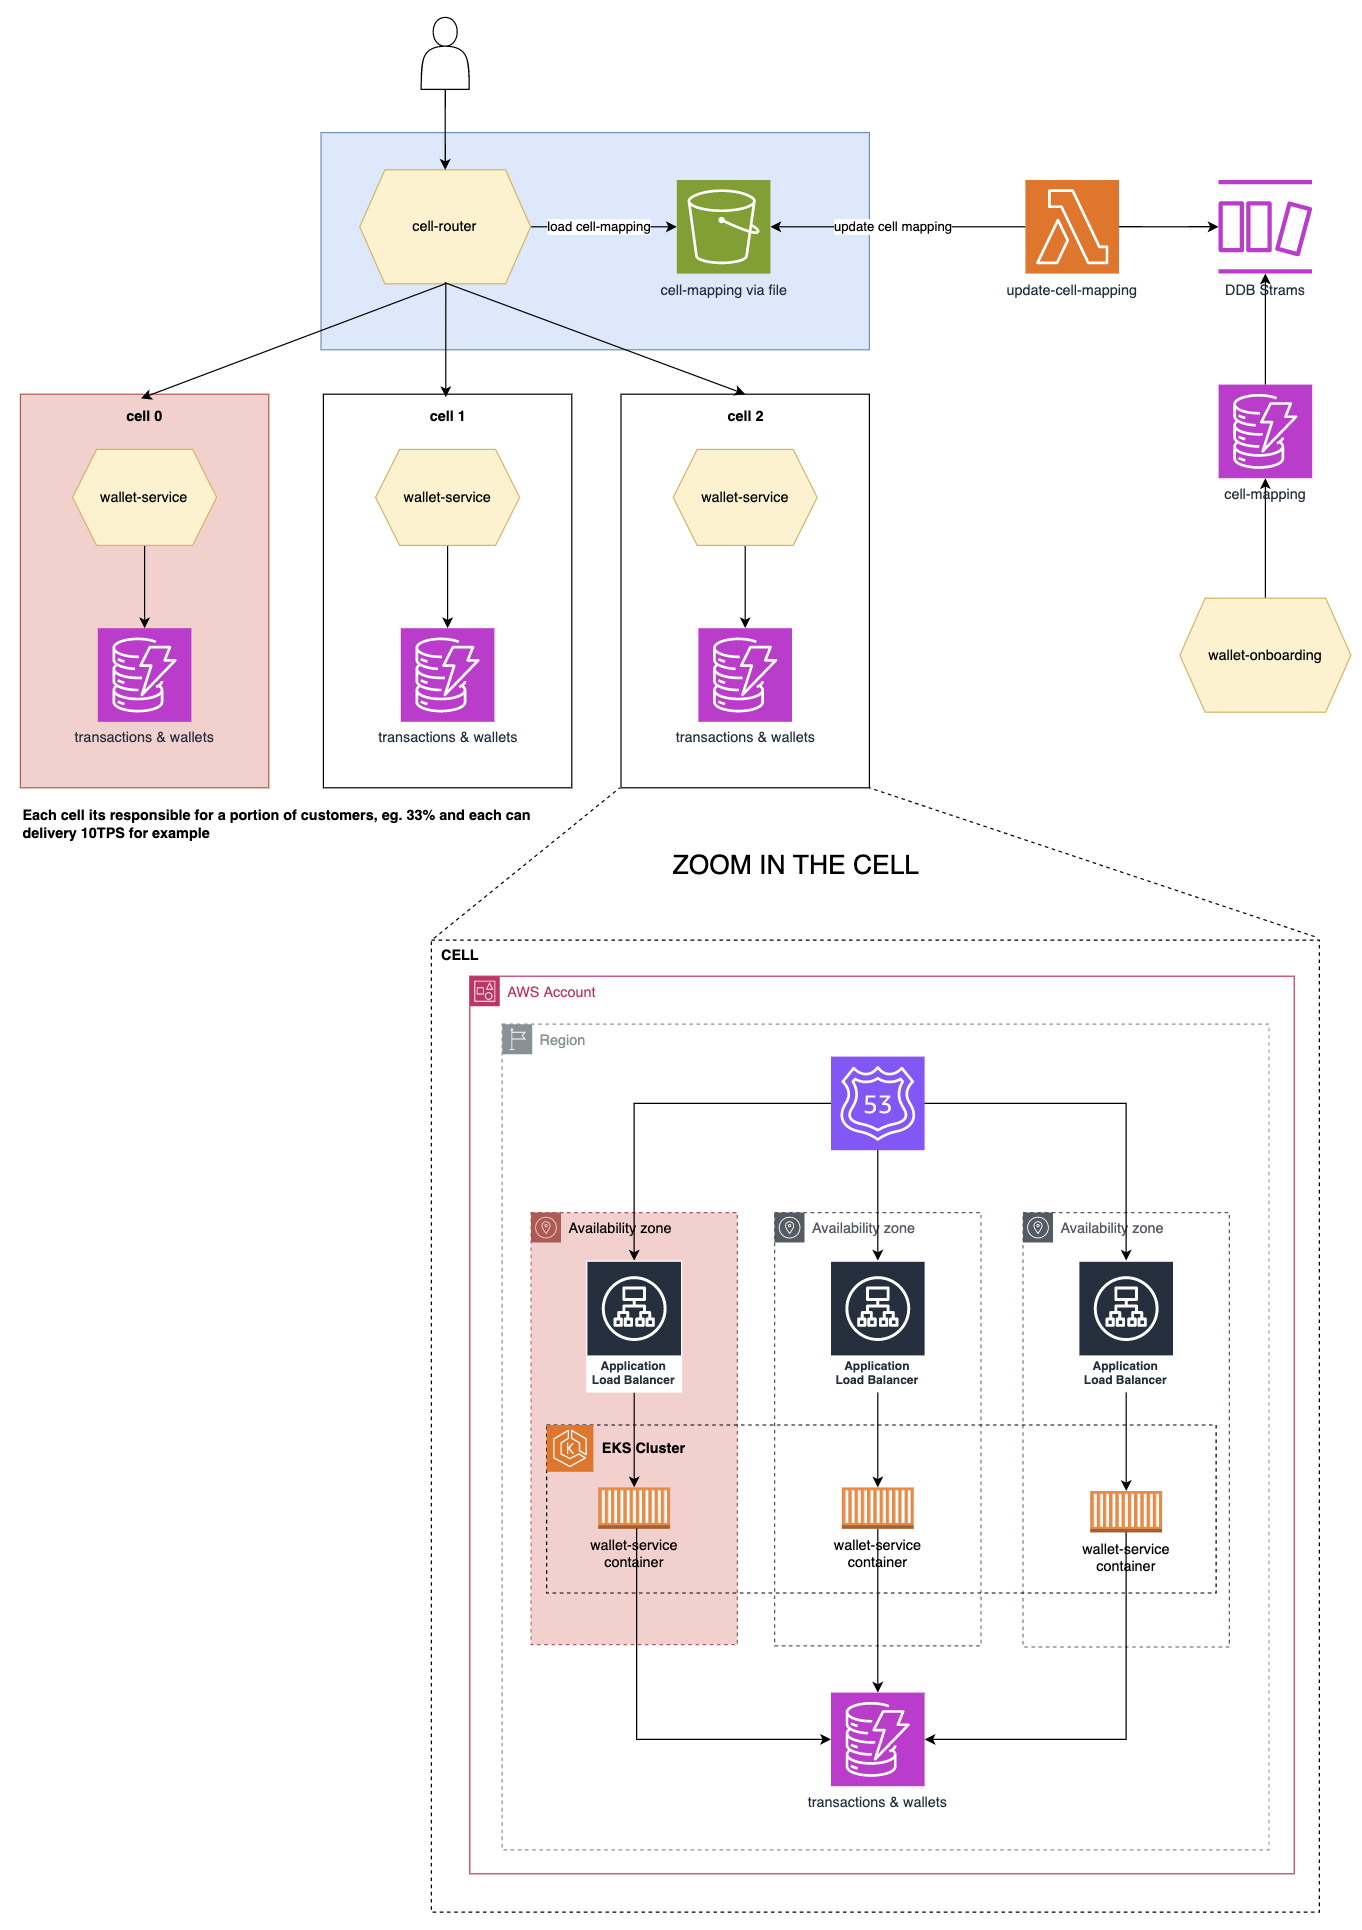 cell-router
load cell-mapping
update cell mapping
cell-mapping via file
update-cell-mapping
DDB Strams
cell 0
cell 1
cell 2
wallet-service
wallet-service
wallet-service
cell-mapping
wallet-onboarding
transactions & wallets
transactions & wallets
transactions & wallets
Each cell its responsible for a portion of customers, eg. 33% and each can
delivery 10TPS for example
ZOOM IN THE CELL
CELL
AWS Account
Region
53
Availability zone
Availability zone
Availability zone
Application
Load Balancer
Application
Load Balancer
Application
Load Balancer
K
EKS Cluster
wallet-service
container
wallet-service
container
wallet-service
container
transactions & wallets